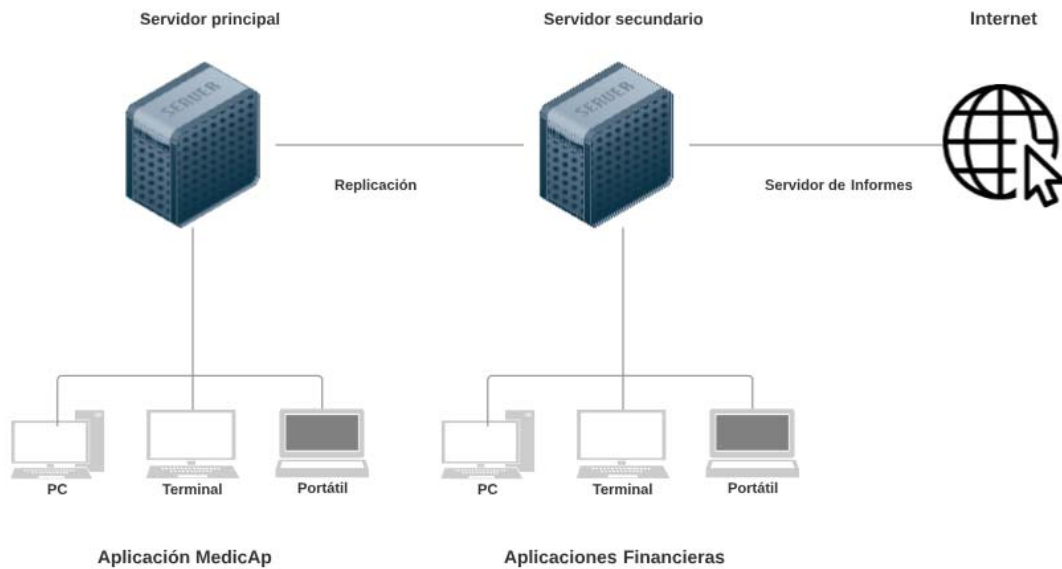 Servidor principal
Servidor secundario
Internet
SERVER
SERVER
Replicación
Servidor de Informes
PC
Terminal
Portátil
PC
Terminal
Portátil
Aplicación MedicAp
Aplicaciones Financieras